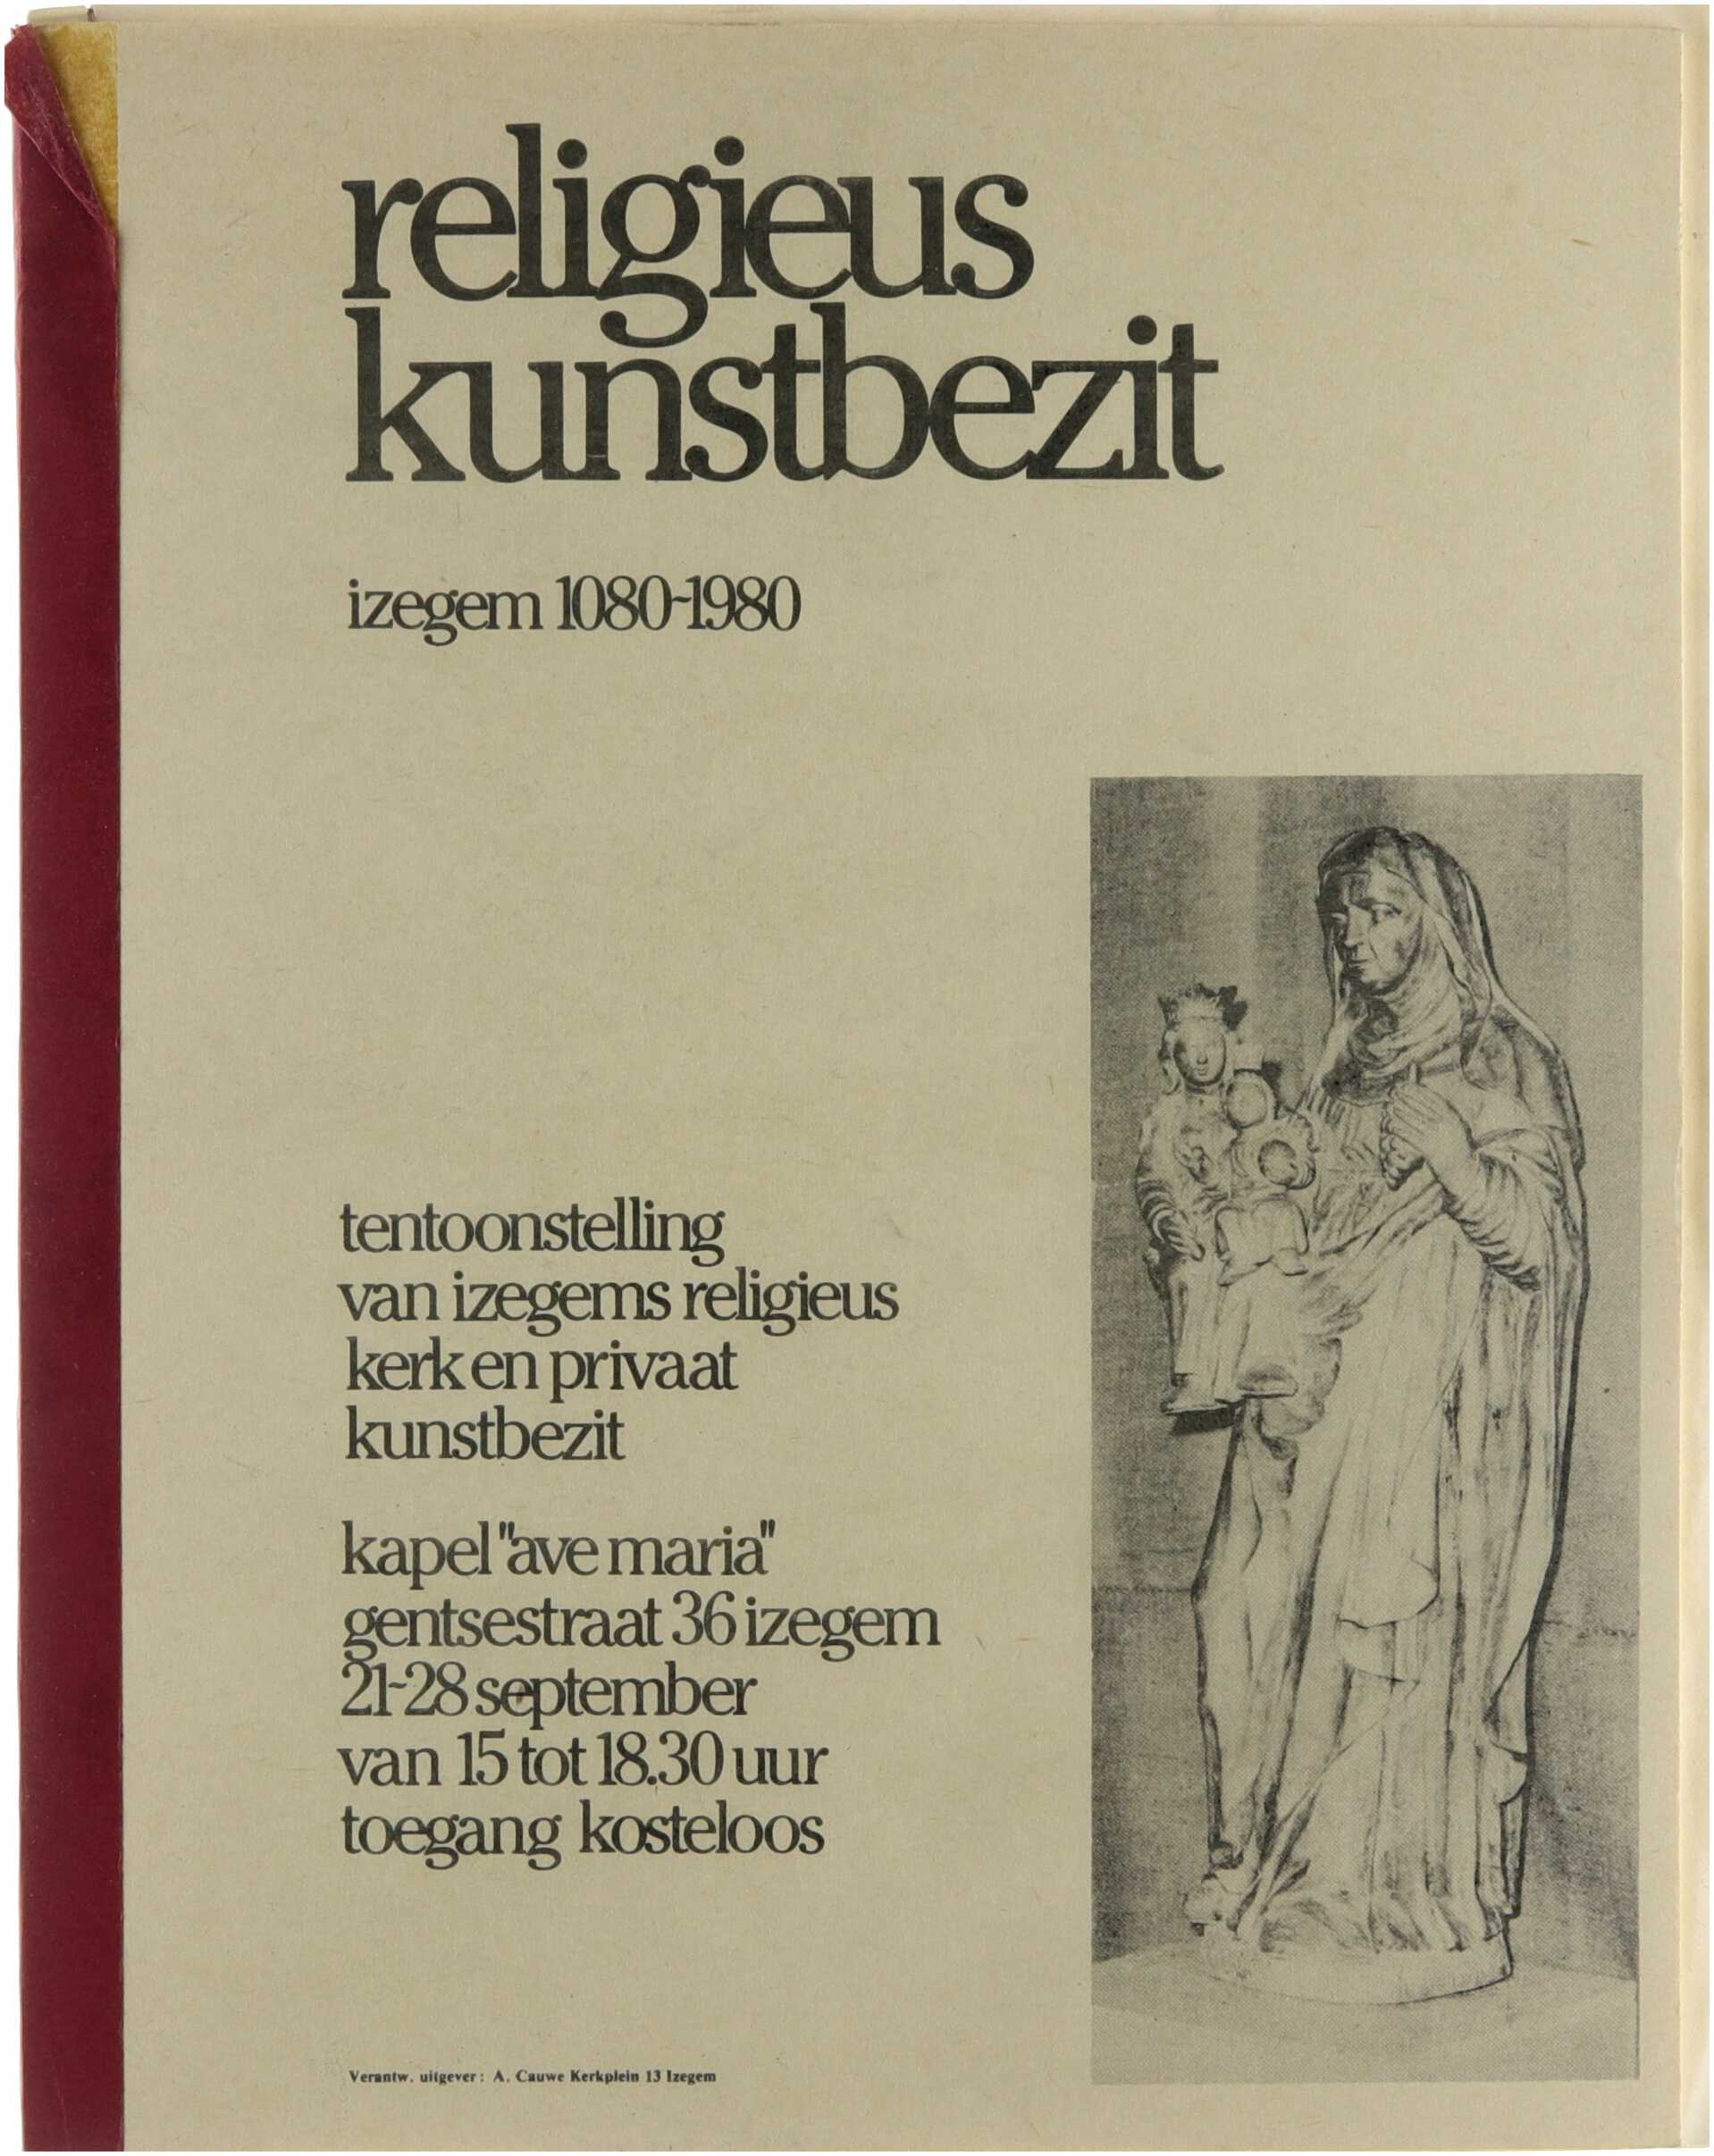 religieus
kunstbezit
izegem 1080-1980
tentoonstelling
van izegems religieus
kerk en privaat
kunstbezit
kapel "ave maria"
gentsestraat 36 izegem
21-28 september
van 15 tot 18.30 uur
toegang kosteloos
Verantw. uitgever : A. Cauwe Kerkplein 13 Izegem